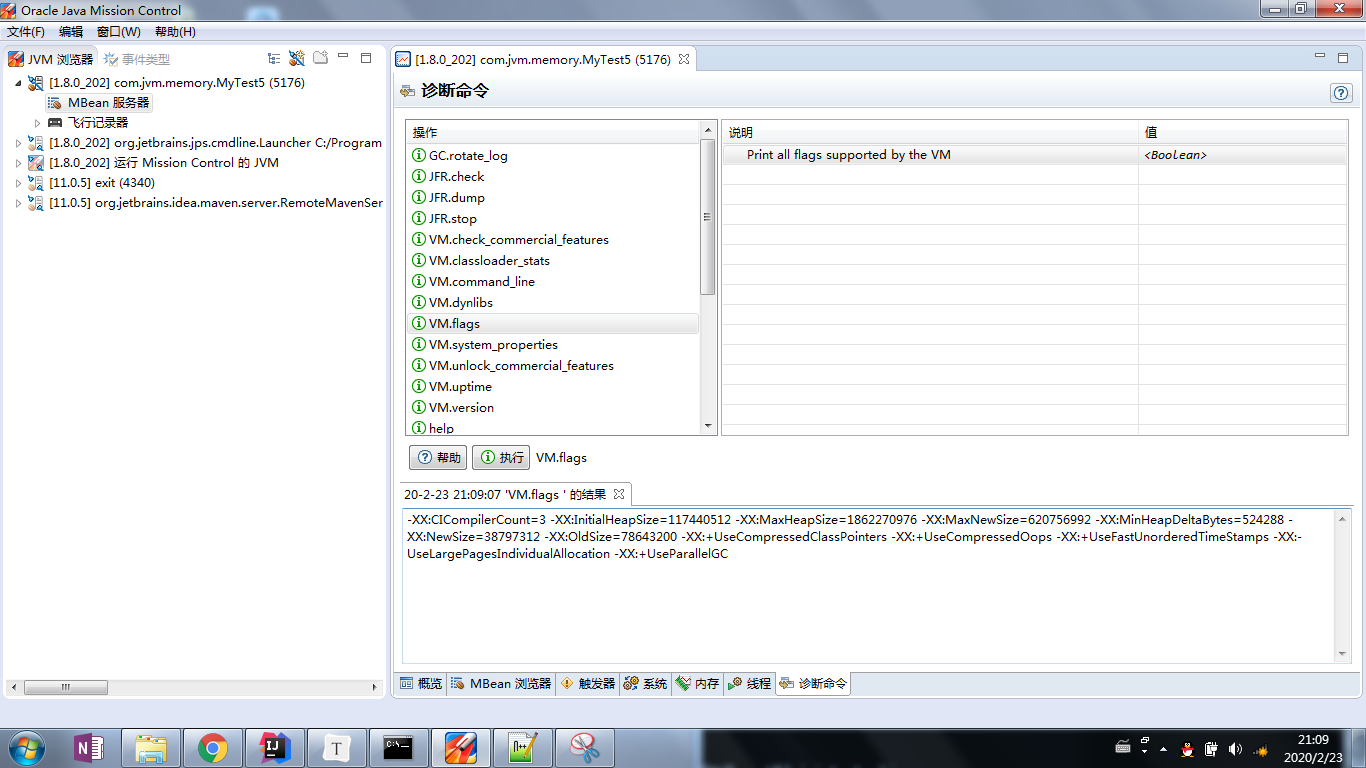 Oracle Java Mission Control
文件(F) 编辑 窗口(W) 帮助(H)
JVM 浏览器 事件类型
[1.8.0_202] com.jvm.memory.MyTest5 (5176)
MBean 服务器
飞行记录器
[1.8.0_202] org.jetbrains.jps.cmdline.Launcher C:/Program
[1.8.0_202] 运行 Mission Control 的 JVM
[11.0.5] exit (4340)
[11.0.5] org.jetbrains.idea.maven.server.RemoteMavenSer
[1.8.0_202] com.jvm.memory.MyTest5 (5176)
诊断命令
操作
GC.rotate_log
JFR.check
JFR.dump
JFR.stop
VM.check_commercial_features
VM.classloader_stats
VM.command_line
VM.dynlibs
VM.flags
VM.system_properties
VM.unlock_commercial_features
VM.uptime
VM.version
help
说明 值
Print all flags supported by the VM <Boolean>
帮助 执行 VM.flags
20-2-23 21:09:07 'VM.flags ' 的结果
-XX:CICompilerCount=3 -XX:InitialHeapSize=117440512 -XX:MaxHeapSize=1862270976 -XX:MaxNewSize=620756992 -XX:MinHeapDeltaBytes=524288 -
XX:NewSize=38797312 -XX:OldSize=78643200 -XX:+UseCompressedClassPointers -XX:+UseCompressedOops -XX:+UseFastUnorderedTimeStamps -XX:-
UseLargePagesIndividualAllocation -XX:+UseParallelGC
概览 MBean 浏览器 触发器 系统 内存 线程 诊断命令
21:09
2020/2/23